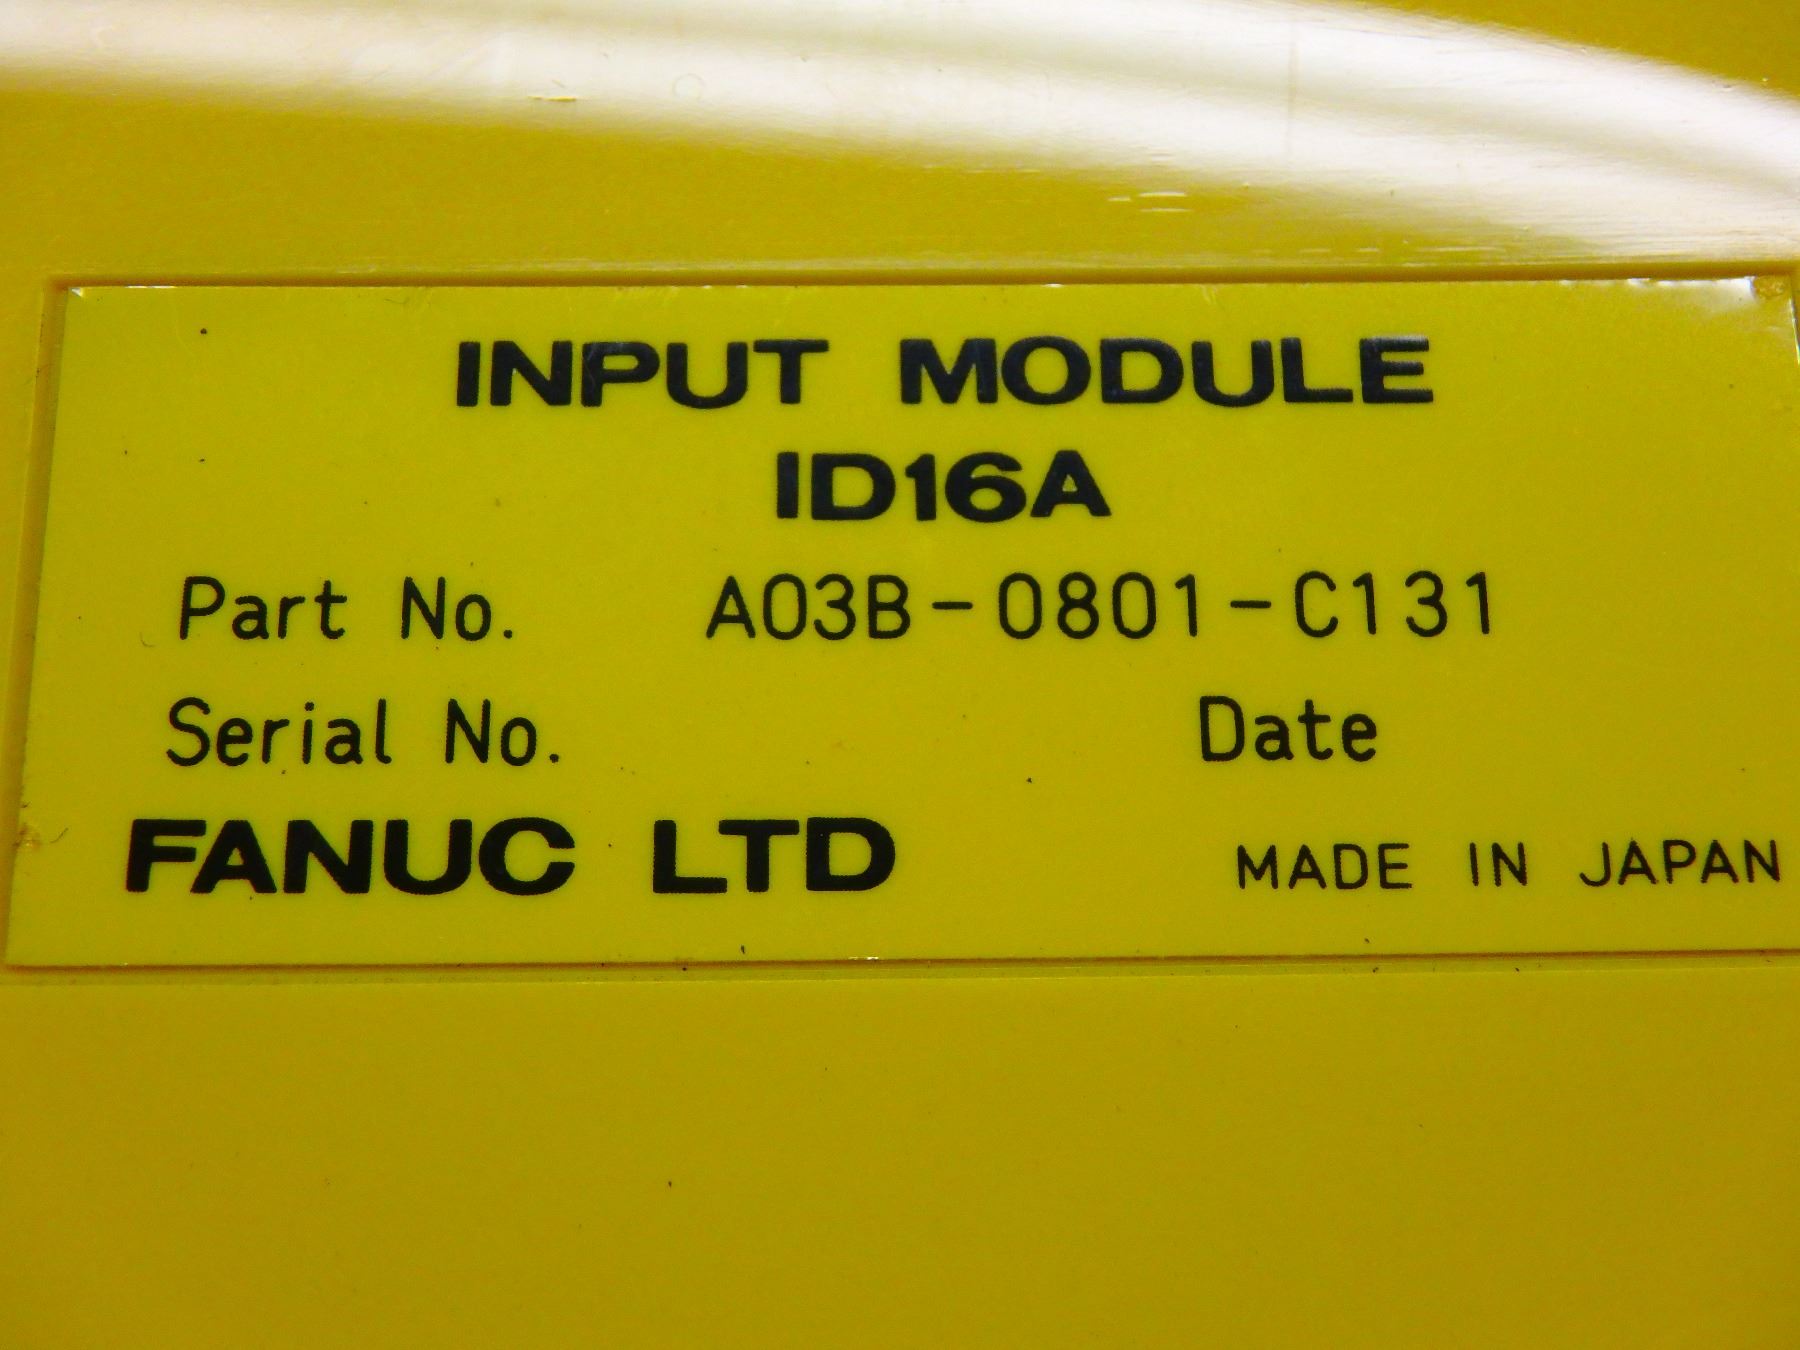 INPUT MODULE
ID16A
Part No. A03B-0801-C131
Serial No. Date
FANUC LTD MADE IN JAPAN